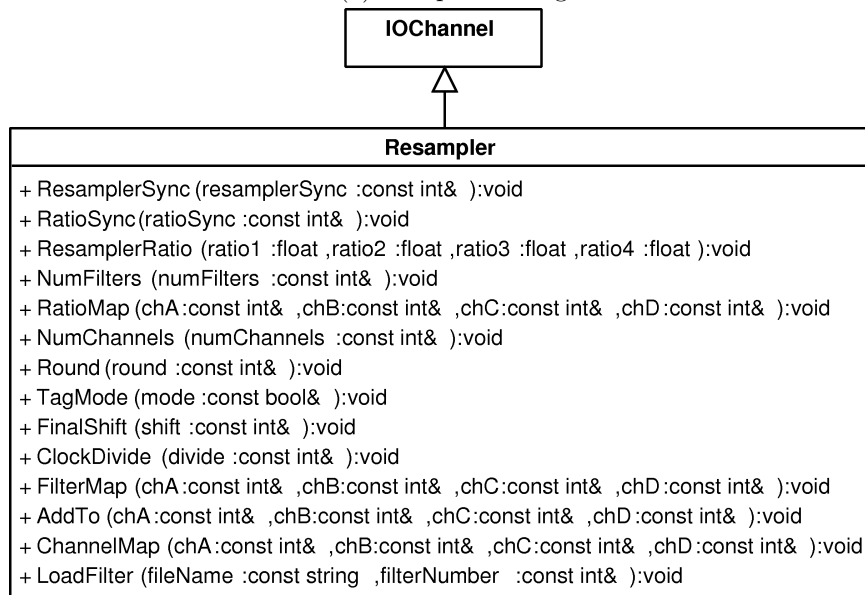 IOChannel
Resampler
+ ResamplerSync (resamplerSync :const int& ):void
+ RatioSync(ratioSync :const int& ):void
+ ResamplerRatio (ratio1 :float ,ratio2 :float ,ratio3 :float ,ratio4 :float ):void
+ NumFilters (numFilters :const int& ):void
+ RatioMap (chA:const int& ,chB:const int& ,chC:const int& ,chD:const int& ):void
+ NumChannels (numChannels :const int& ):void
+ Round (round :const int& ):void
+ TagMode (mode :const bool& ):void
+ FinalShift (shift :const int& ):void
+ ClockDivide (divide :const int& ):void
+ FilterMap (chA:const int& ,chB:const int& ,chC:const int& ,chD:const int& ):void
+ AddTo (chA:const int& ,chB:const int& ,chC:const int& ,chD:const int& ):void
+ ChannelMap (chA:const int& ,chB:const int& ,chC:const int& ,chD:const int& ):void
+ LoadFilter (fileName :const string ,filterNumber :const int& ):void